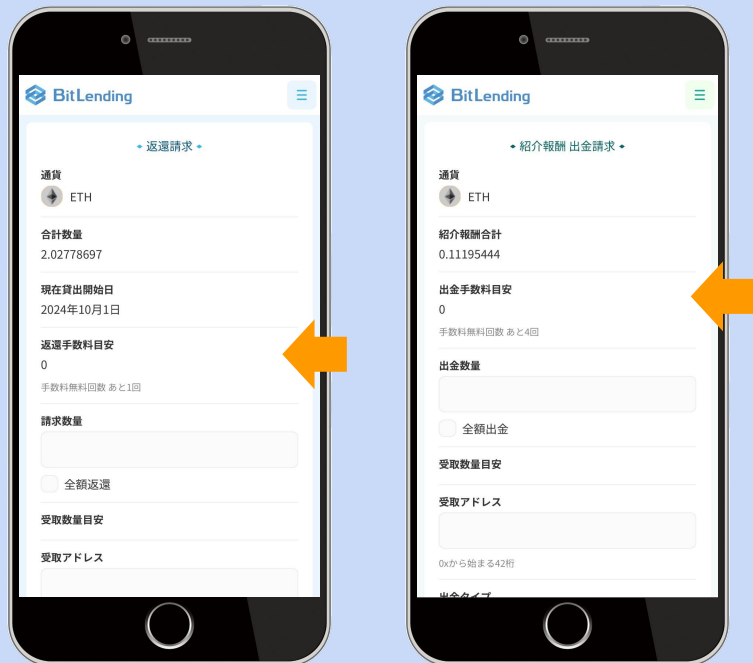 BitLending
返還請求
通貨
ETH
合計数量
2.02778697
現在貸出開始日
2024年10月1日
返還手数料目安
0
手数料無料回数 あと1回
請求数量
全額返還
受取数量目安
受取アドレス
BitLending
紹介報酬 出金請求
通貨
ETH
紹介報酬合計
0.11195444
出金手数料目安
0
手数料無料回数 あと4回
出金数量
全額出金
受取数量目安
受取アドレス
0xから始まる42桁
出金タイプ